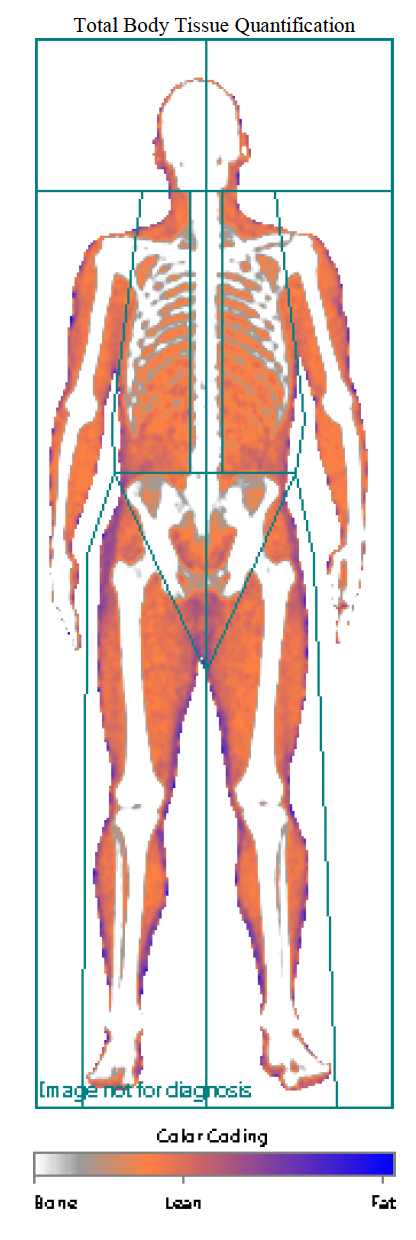 Total Body Tissue Quantification
Image not for diagnosis
Color Coding
Bone Lean Fat